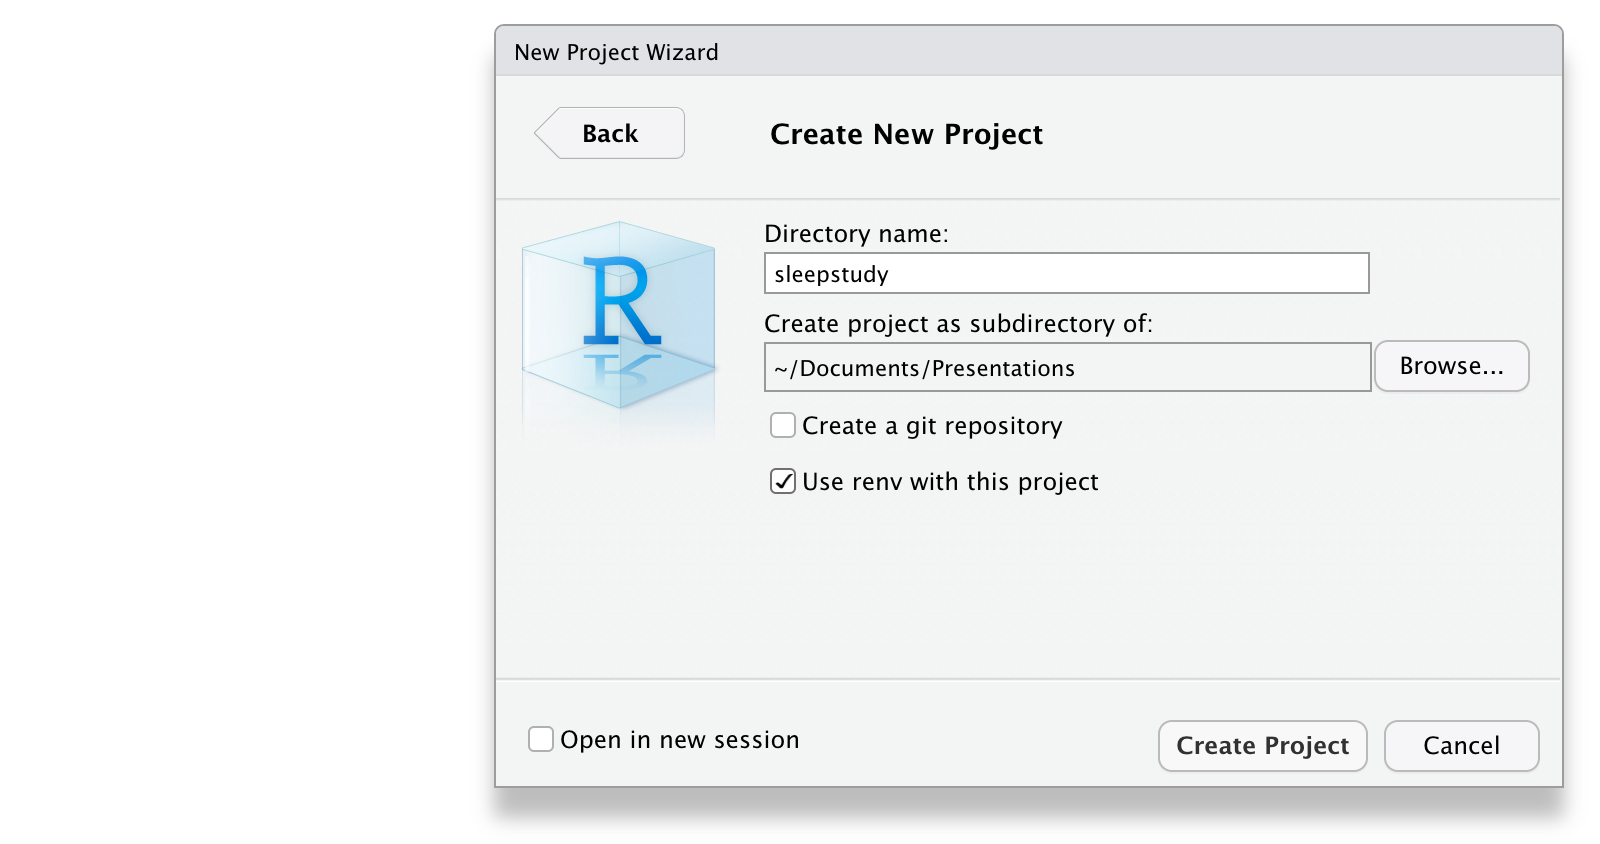 New Project Wizard
Back
Create New Project
R
Directory name:
sleepstudy
Create project as subdirectory of:
~/Documents/Presentations
Browse...
Create a git repository
Use renv with this project
Open in new session
Create Project
Cancel